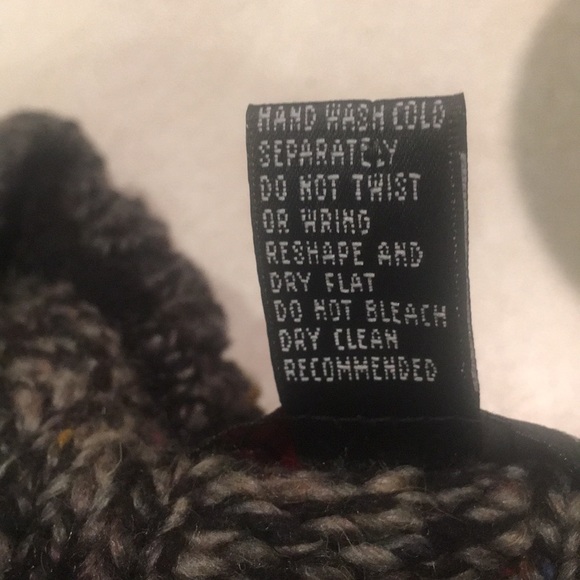 HAND WASH COLD
SEPARATELY
DO NOT TWIST
OR WRING
RESHAPE AND
DRY FLAT
DO NOT BLEACH
DRY CLEAN
RECOMMENDED